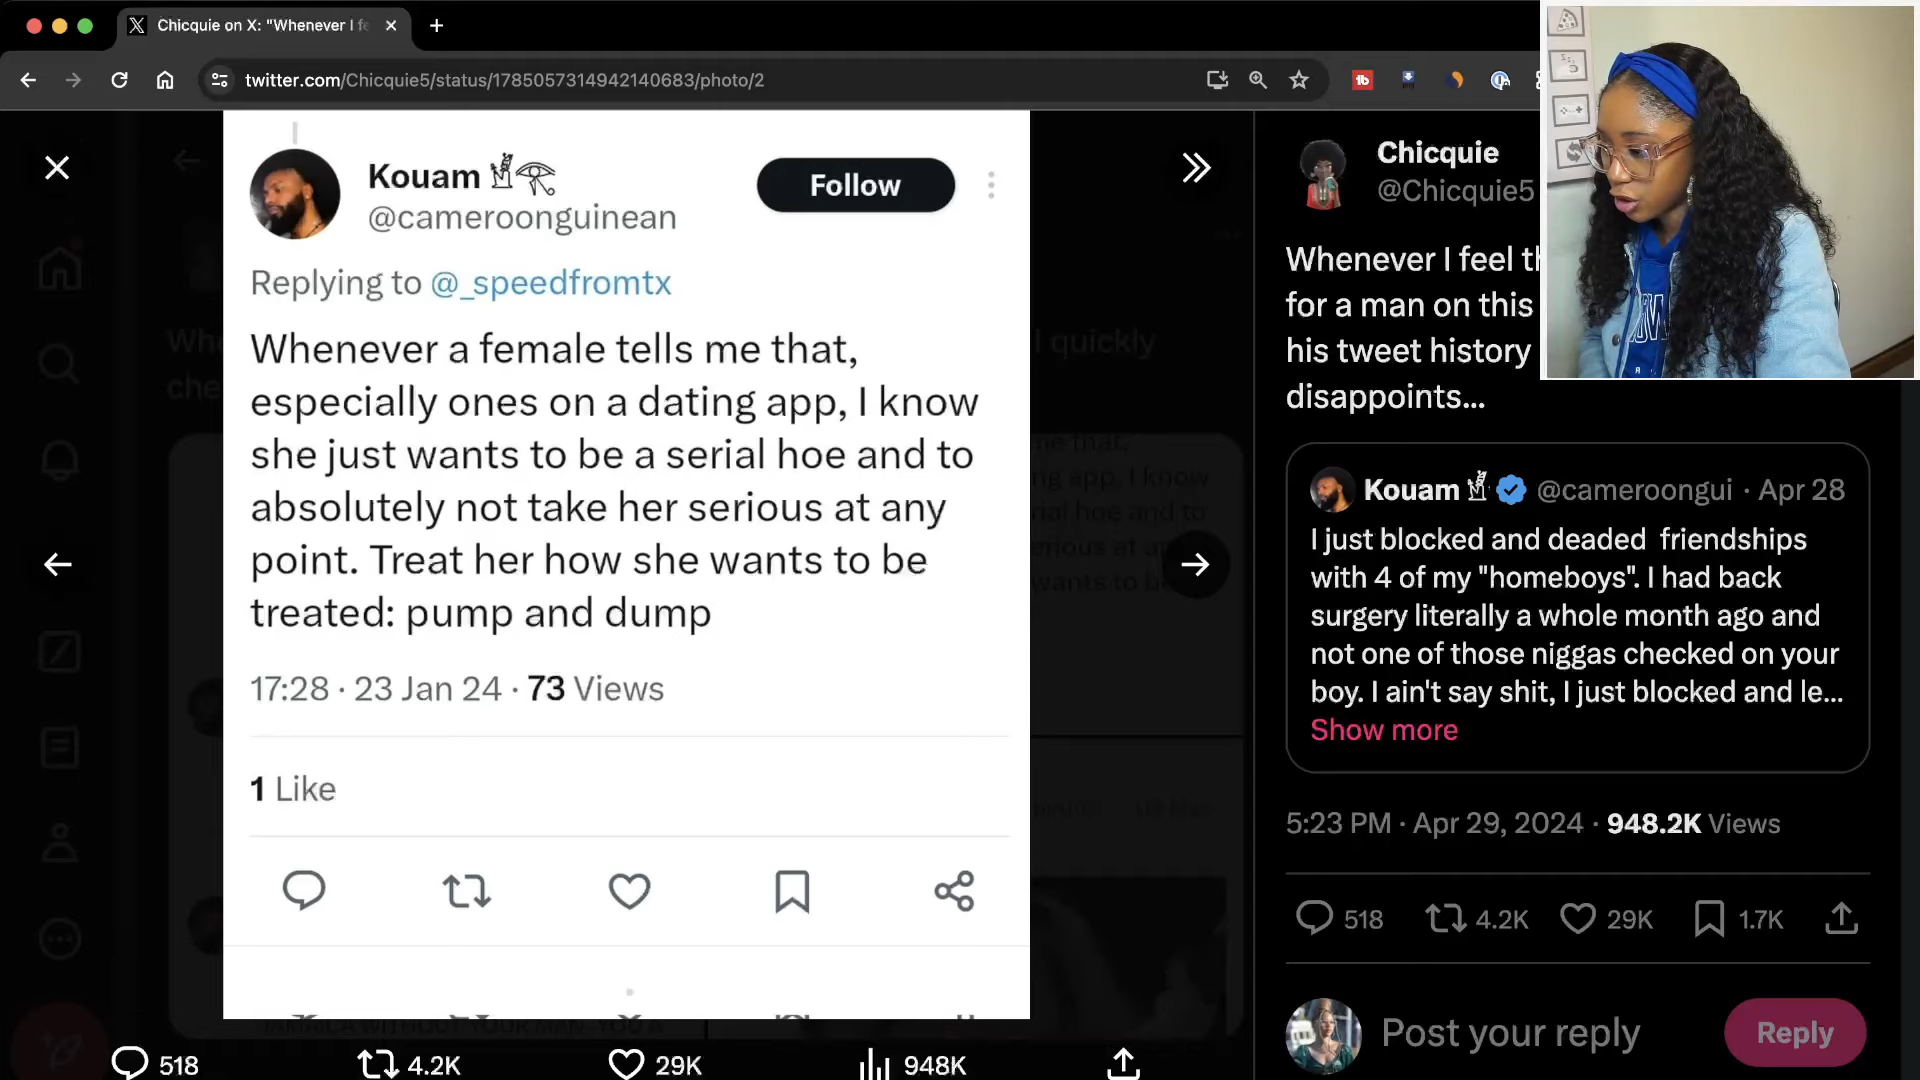 Chicquie on X: "Whenever I fe
twitter.com/Chicquie5/status/1785057314942140683/photo/2
Kouam
Follow
@cameroonguinean
Replying to @_speedfromtx
Whenever a female tells me that,
especially ones on a dating app, I know
she just wants to be a serial hoe and to
absolutely not take her serious at any
point. Treat her how she wants to be
treated: pump and dump
17:28 · 23 Jan 24 · 73 Views
1 Like
518 4.2K 29K 948K
quickly
Chicquie
@Chicquie5
Whenever I feel th
for a man on this
his tweet history
disappoints...
Kouam @cameroongui · Apr 28
I just blocked and deaded friendships
with 4 of my "homeboys". I had back
surgery literally a whole month ago and
not one of those niggas checked on your
boy. I ain't say shit, I just blocked and le...
Show more
5:23 PM · Apr 29, 2024 · 948.2K Views
518 4.2K 29K 1.7K
Post your reply
Reply